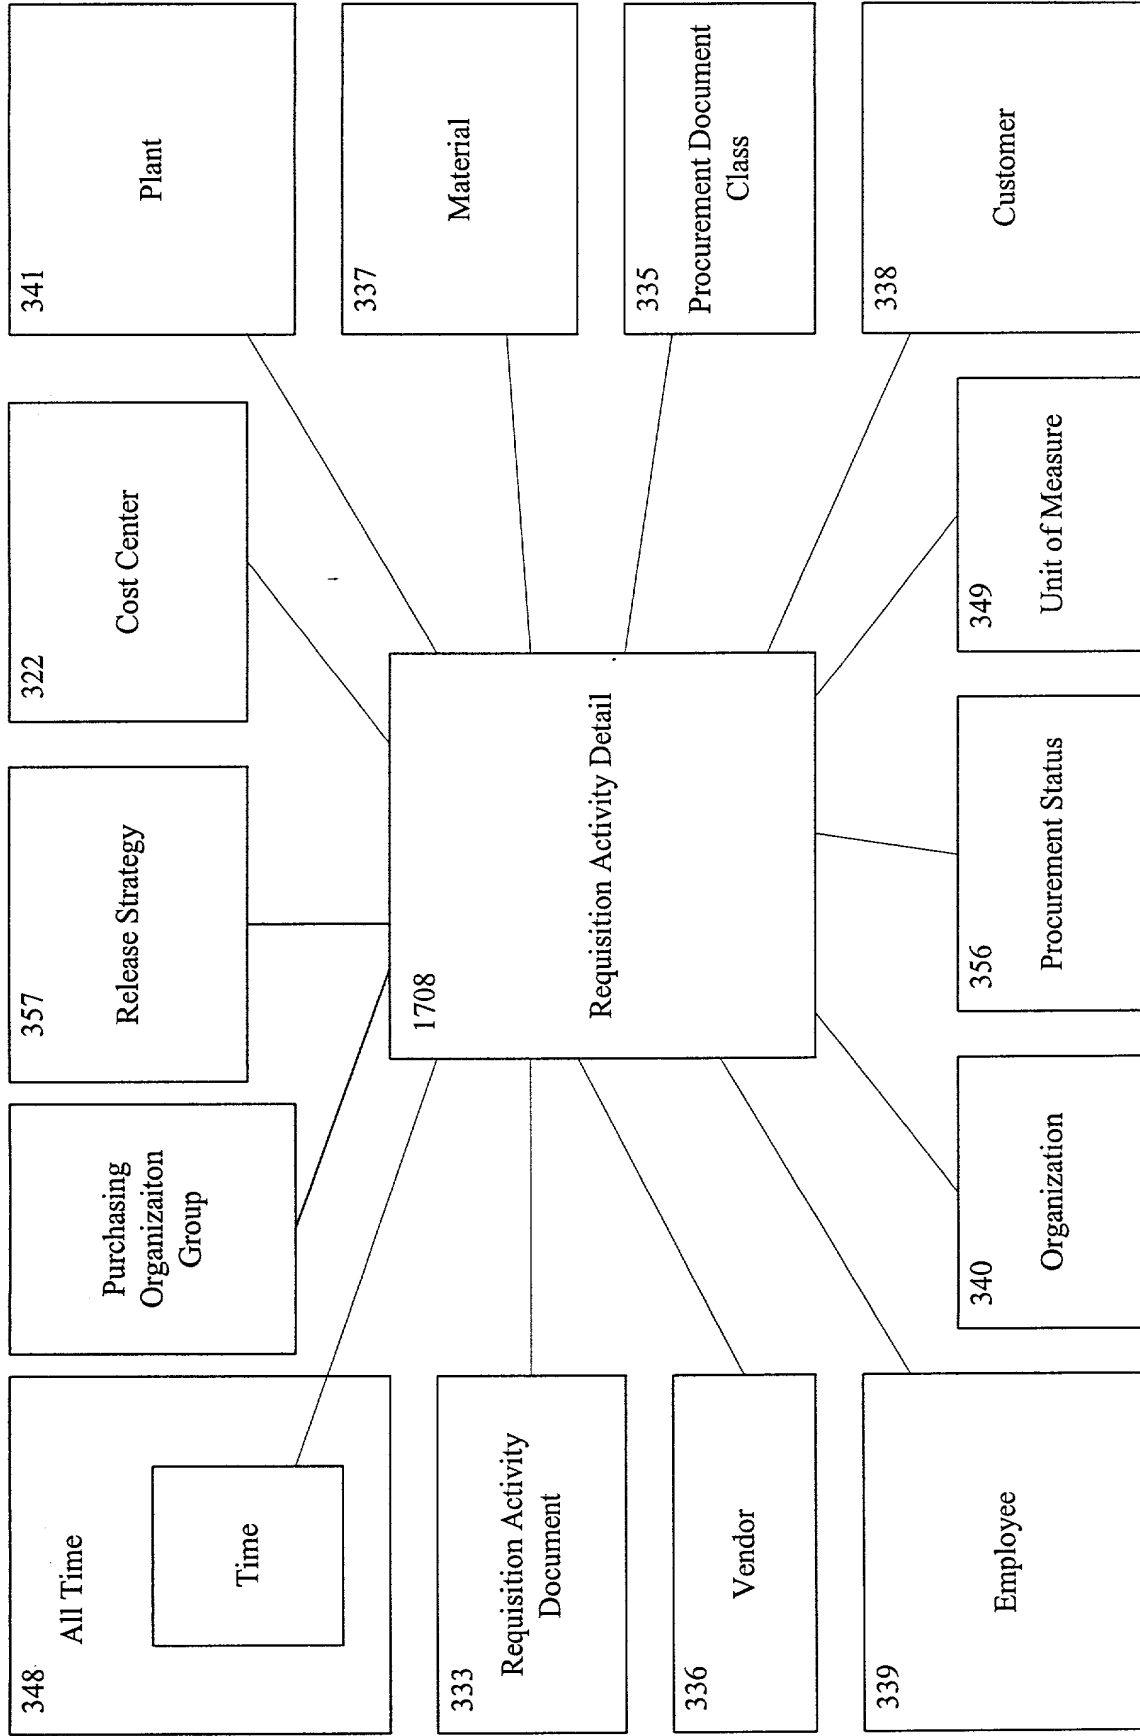 348
All Time
Time
Purchasing
Organizaiton
Group
357
Release Strategy
322
Cost Center
341
Plant
333
Requisition Activity
Document
1708
Requisition Activity Detail
337
Material
336
Vendor
335
Procurement Document
Class
339
Employee
340
Organization
356
Procurement Status
349
Unit of Measure
338
Customer